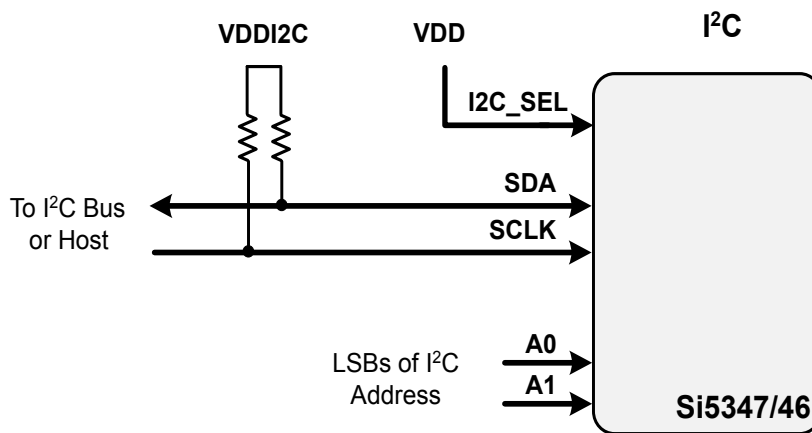 I²C
VDDI2C
VDD
I2C_SEL
SDA
To I²C Bus
or Host
SCLK
A0
LSBs of I²C
Address
A1
Si5347/46